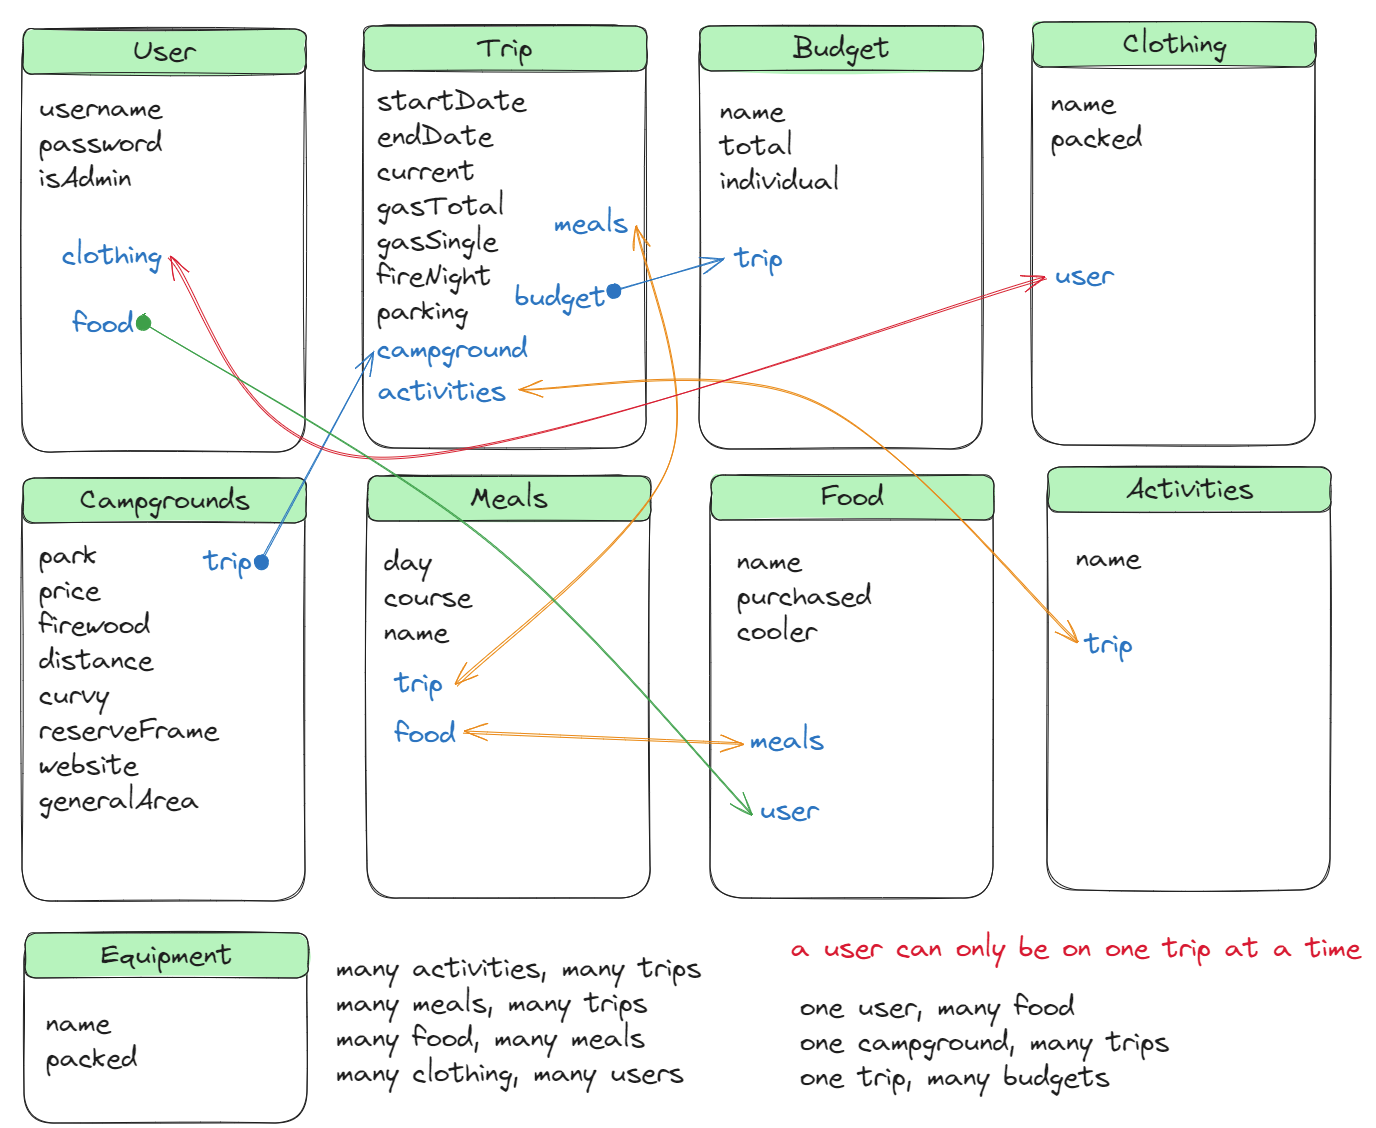 User
username
password
isAdmin
clothing
food
Trip
startDate
endDate
current
gasTotal
gasSingle
fireNight
parking
campground
activities
meals
budget
Budget
name
total
individual
trip
Clothing
name
packed
user
Campgrounds
park
price
firewood
distance
curvy
reserveFrame
website
generalArea
trip
Meals
day
course
name
trip
food
Food
name
purchased
cooler
meals
user
Activities
name
trip
Equipment
name
packed
many activities, many trips
many meals, many trips
many food, many meals
many clothing, many users
a user can only be on one trip at a time
one user, many food
one campground, many trips
one trip, many budgets